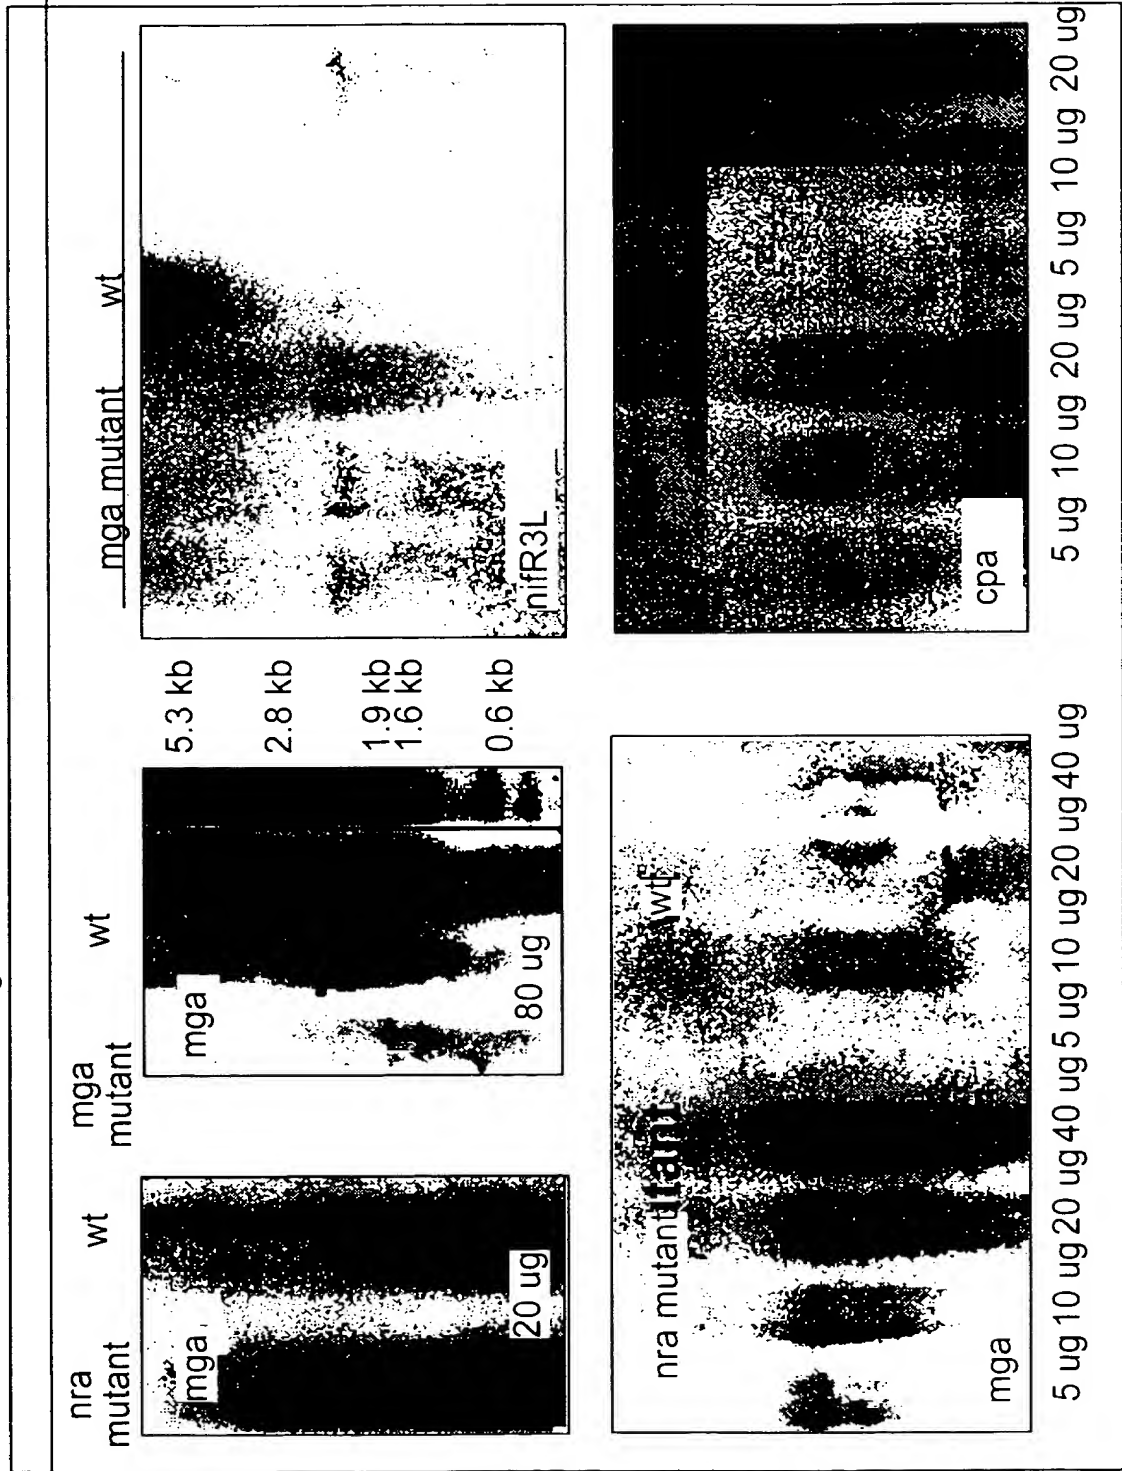 nra
mutant
wt
mga
mutant
wt
mga mutant
wt
mga
20 ug
mga
80 ug
5.3 kb
2.8 kb
1.9 kb
1.6 kb
0.6 kb
nifR3L
nra mutant
wt
mga
5 ug 10 ug 20 ug 40 ug 5 ug 10 ug 20 ug 40 ug
cpa
5 ug 10 ug 20 ug 5 ug 10 ug 20 ug